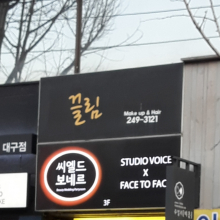 끌림
Make up & Hair
249-3121
대구점
씨엘드
보네르
STUDIO VOICE
X
FACE TO FAC
3F